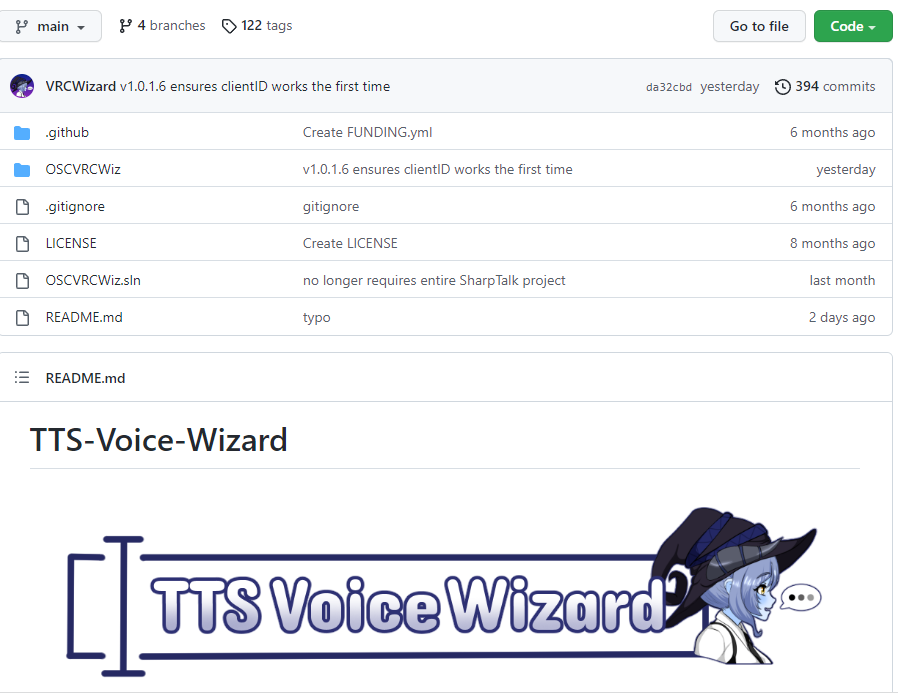 main 4 branches 122 tags Go to file Code
VRCWizard v1.0.1.6 ensures clientID works the first time da32cbd yesterday 394 commits
.github Create FUNDING.yml 6 months ago
OSCVRCWiz v1.0.1.6 ensures clientID works the first time yesterday
.gitignore gitignore 6 months ago
LICENSE Create LICENSE 8 months ago
OSCVRCWiz.sln no longer requires entire SharpTalk project last month
README.md typo 2 days ago
README.md
TTS-Voice-Wizard
TTS Voice Wizard